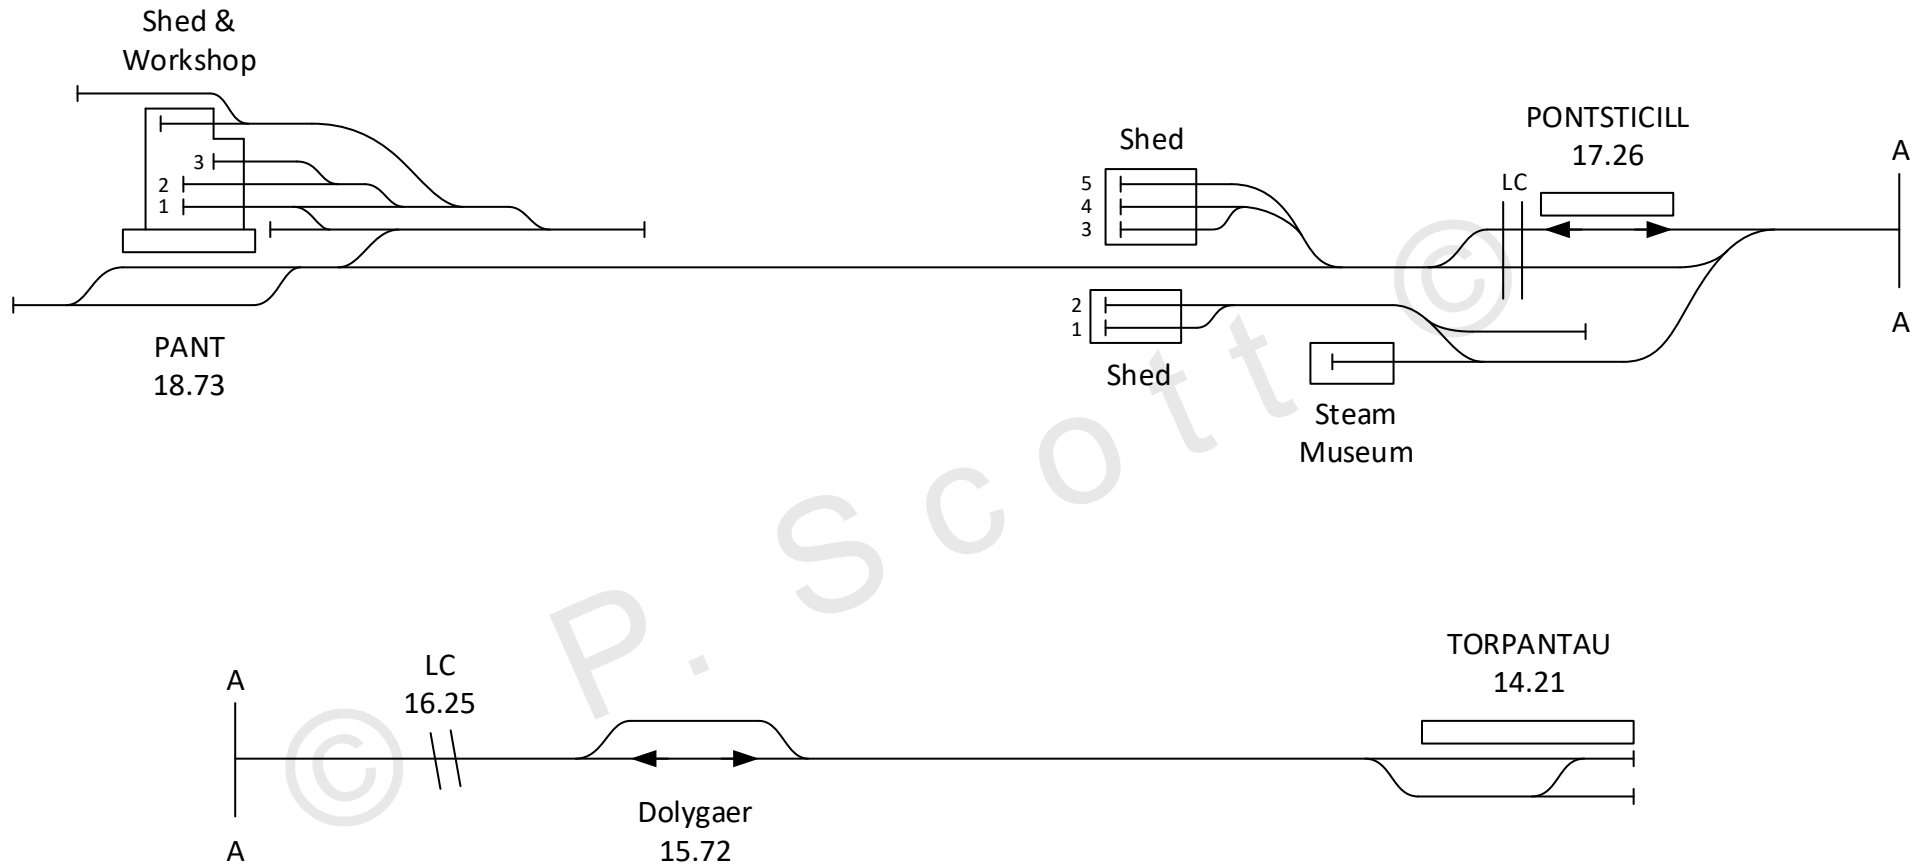 Shed &
Workshop
3
2
1
PANT
18.73
Shed
5
4
3
2
1
Shed
Steam
Museum
LC
PONTSTICILL
17.26
A
A
© P. Scott ©
A
A
LC
16.25
Dolygaer
15.72
TORPANTAU
14.21